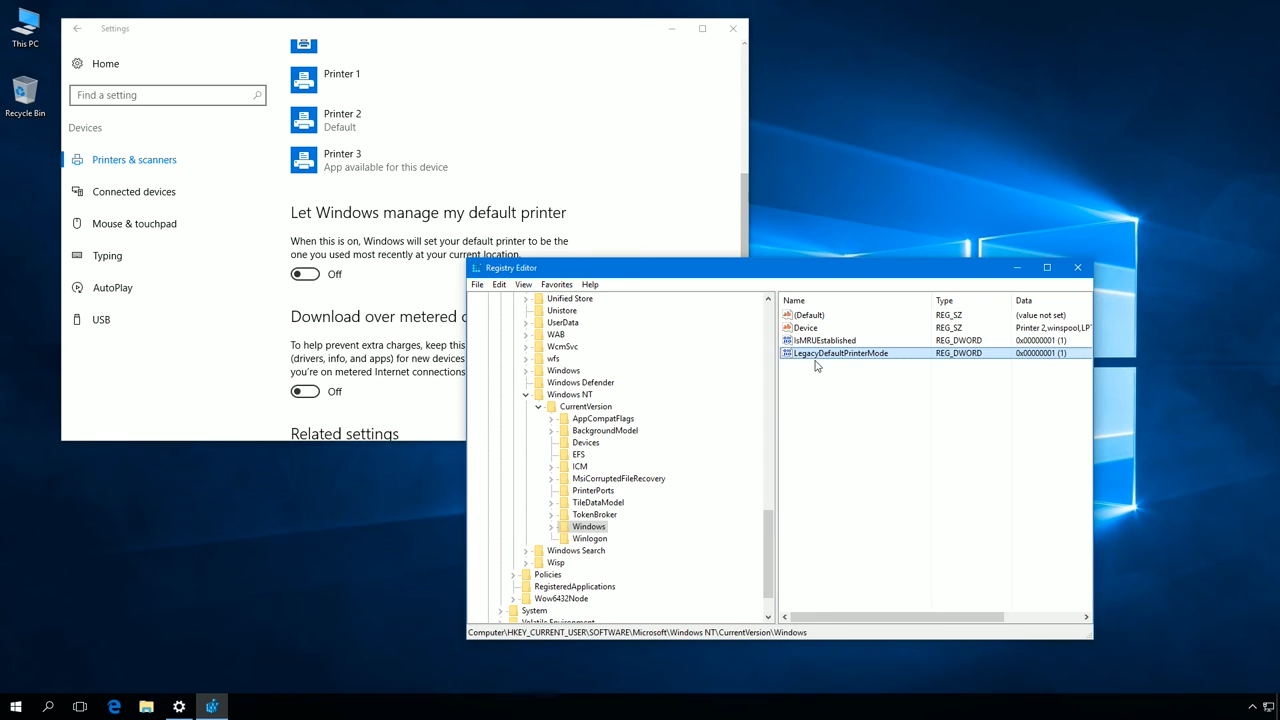 This PC
Recycle Bin
Settings
Home
Find a setting
Devices
Printers & scanners
Connected devices
Mouse & touchpad
Typing
AutoPlay
USB
Printer 1
Printer 2
Default
Printer 3
App available for this device
Let Windows manage my default printer
When this is on, Windows will set your default printer to be the
one you used most recently at your current location.
Off
Download over metered c
To help prevent extra charges, keep this
(drivers, info, and apps) for new devices
you're on metered Internet connections
Off
Related settings
Registry Editor
File Edit View Favorites Help
Unified Store
Unistore
UserData
WAB
WcmSvc
wfs
Windows
Windows Defender
Windows NT
CurrentVersion
AppCompatFlags
BackgroundModel
Devices
EFS
ICM
MsiCorruptedFileRecovery
PrinterPorts
TileDataModel
TokenBroker
Windows
Winlogon
Windows Search
Wisp
Policies
RegisteredApplications
Wow6432Node
System
Volatile Environment
Name Type Data
(Default) REG_SZ (value not set)
Device REG_SZ Printer 2,winspool,LPT
IsMRUEstablished REG_DWORD 0x00000001 (1)
LegacyDefaultPrinterMode REG_DWORD 0x00000001 (1)
Computer\HKEY_CURRENT_USER\SOFTWARE\Microsoft\Windows NT\CurrentVersion\Windows